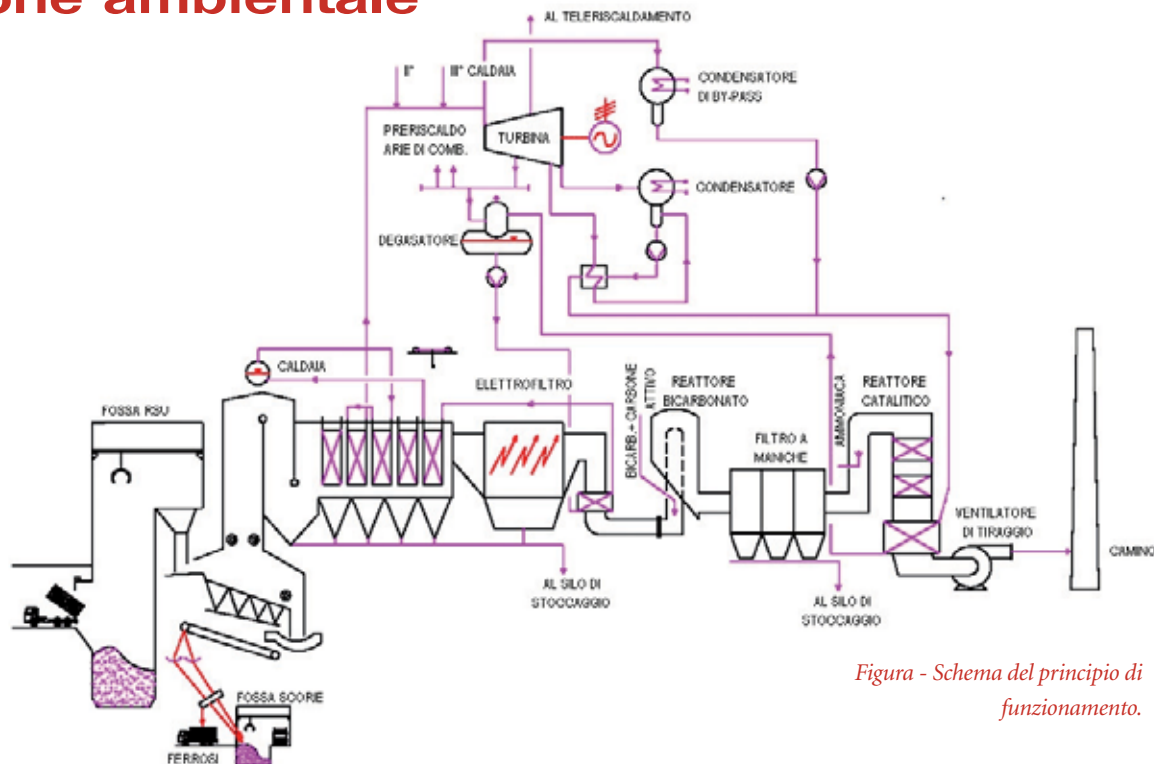 one ambientale
AL TELERISCALDAMENTO
II°
III° CALDAIA
CONDENSATORE
DI BY-PASS
PRERISCALDO
ARIE DI COMB.
TURBINA
CONDENSATORE
DEGASATORE
CALDAIA
ELETTROFILTRO
BICARB.+ CARBONE
ATTIVO
REATTORE
BICARBONATO
AMMONIACA
REATTORE
CATALITICO
FOSSA RSU
FILTRO A
MANICHE
VENTILATORE
DI TIRAGGIO
CAMINO
AL SILO DI
STOCCAGGIO
AL SILO DI
STOCCAGGIO
FOSSA SCORIE
FERROSI
Figura - Schema del principio di
funzionamento.